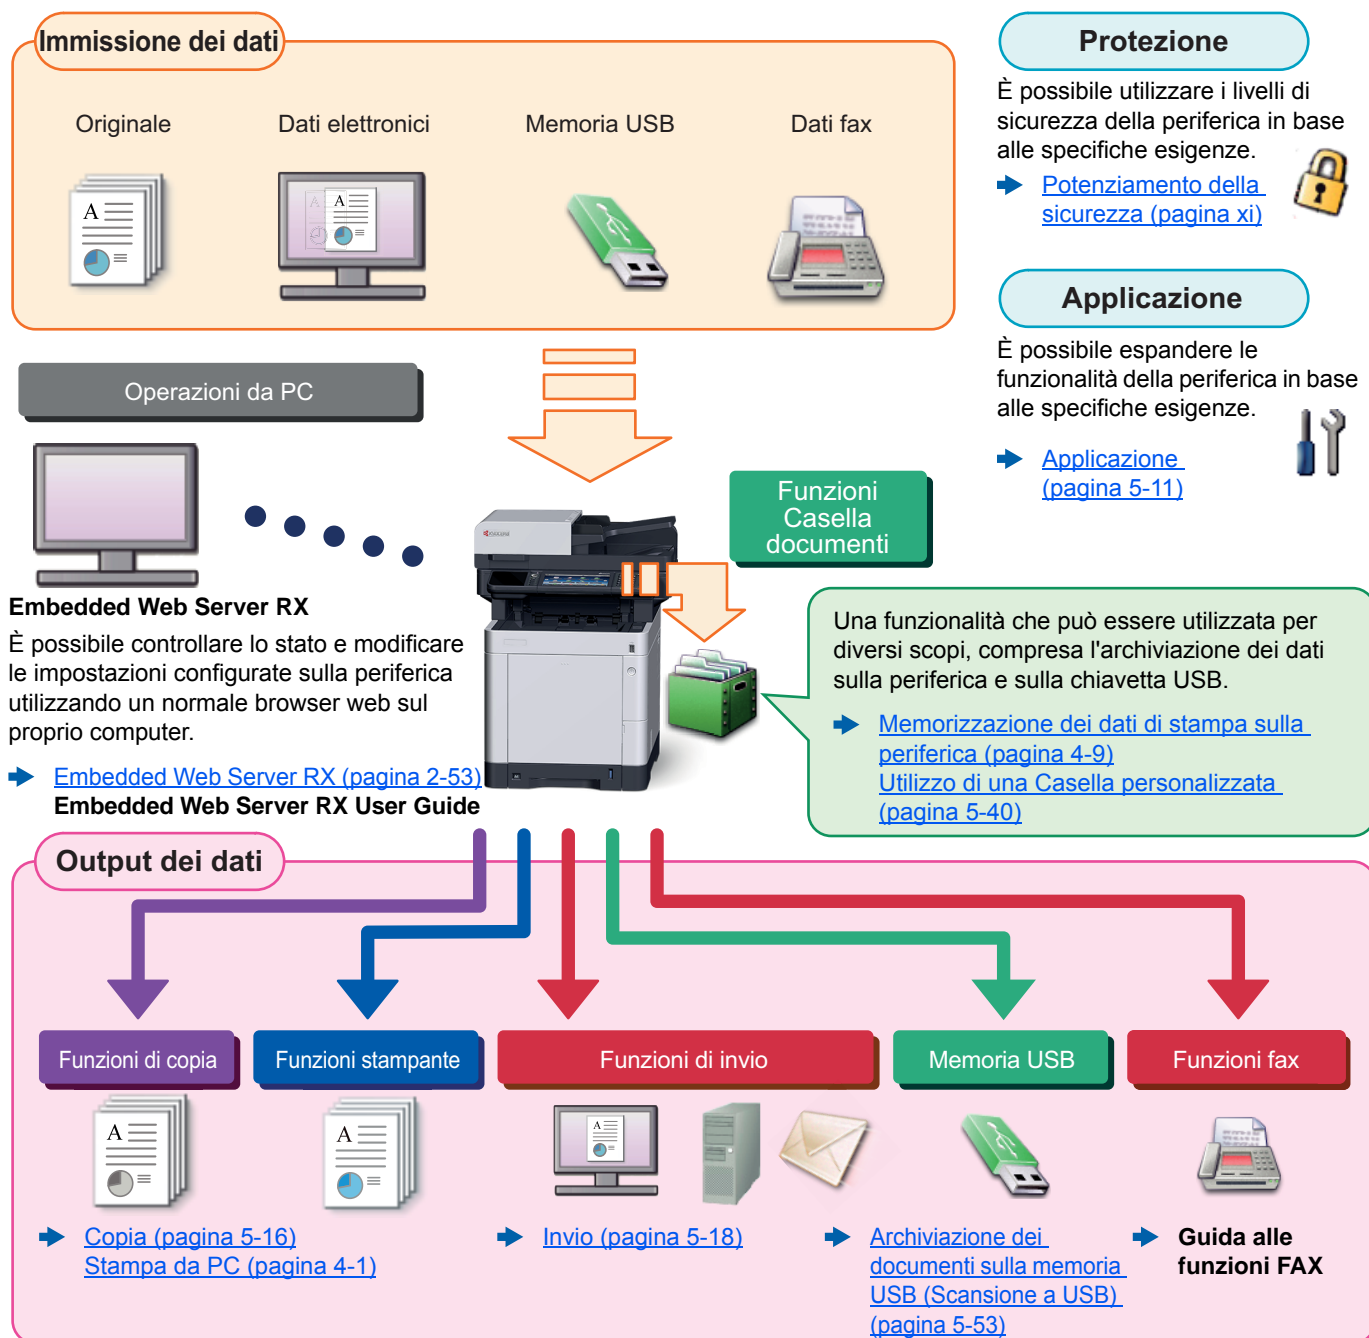 Immissione dei dati
Originale
Dati elettronici
Memoria USB
Dati fax
A
A
A
Protezione
È possibile utilizzare i livelli di
sicurezza della periferica in base
alle specifiche esigenze.
Potenziamento della
sicurezza (pagina xi)
Applicazione
È possibile espandere le
funzionalità della periferica in base
alle specifiche esigenze.
Applicazione
(pagina 5-11)
Operazioni da PC
Embedded Web Server RX
È possibile controllare lo stato e modificare
le impostazioni configurate sulla periferica
utilizzando un normale browser web sul
proprio computer.
Embedded Web Server RX (pagina 2-53)
Embedded Web Server RX User Guide
KYOCERA
Funzioni
Casella
documenti
Una funzionalità che può essere utilizzata per
diversi scopi, compresa l'archiviazione dei dati
sulla periferica e sulla chiavetta USB.
Memorizzazione dei dati di stampa sulla
periferica (pagina 4-9)
Utilizzo di una Casella personalizzata
(pagina 5-40)
Output dei dati
Funzioni di copia
Funzioni stampante
Funzioni di invio
Memoria USB
Funzioni fax
A
A
A
Copia (pagina 5-16)
Stampa da PC (pagina 4-1)
Invio (pagina 5-18)
Archiviazione dei
documenti sulla memoria
USB (Scansione a USB)
(pagina 5-53)
Guida alle
funzioni FAX